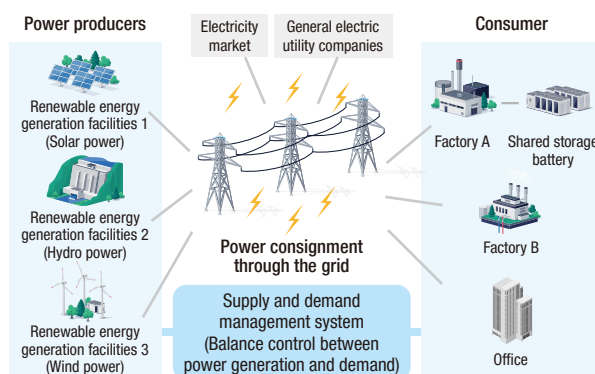 Power producers
Electricity
market
General electric
utility companies
Consumer
Renewable energy
generation facilities 1
(Solar power)
Renewable energy
generation facilities 2
(Hydro power)
Renewable energy
generation facilities 3
(Wind power)
Power consignment
through the grid
Supply and demand
management system
(Balance control between
power generation and demand)
Factory A
Shared storage
battery
Factory B
Office